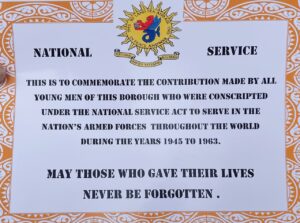 NATIONAL SERVICE
THIS IS TO COMMEMORATE THE CONTRIBUTION MADE BY ALL
YOUNG MEN OF THIS BOROUGH WHO WERE CONSCRIPTED
UNDER THE NATIONAL SERVICE ACT TO SERVE IN THE
NATION'S ARMED FORCES THROUGHOUT THE WORLD
DURING THE YEARS 1945 TO 1963.
MAY THOSE WHO GAVE THEIR LIVES
NEVER BE FORGOTTEN .